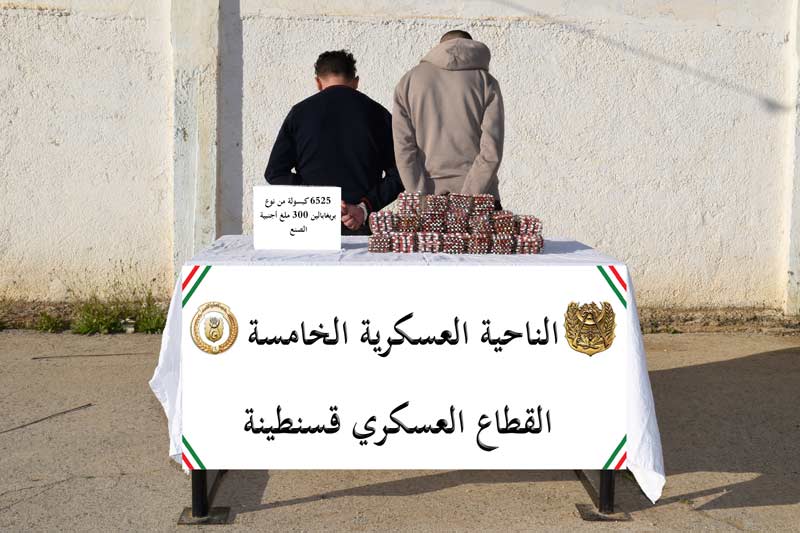 6525 كبسولة من نوع
بريغابالين 300 ملغ أجنبية
الصنع
الناحية العسكرية الخامسة
القطاع العسكري قسنطينة